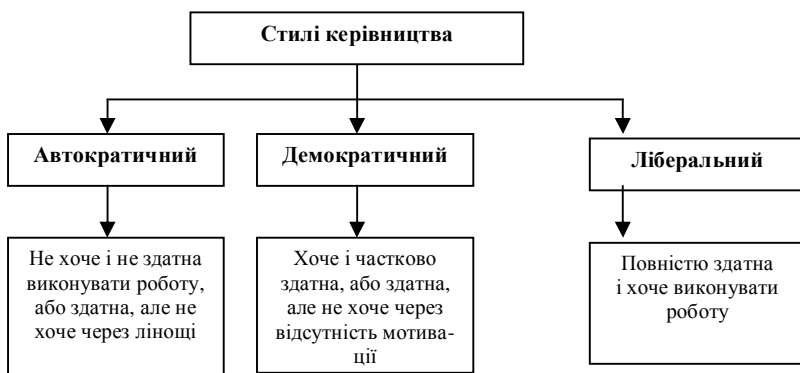 Стилі керівництва
Автократичний
Демократичний
Ліберальний
Не хоче і не здатна
виконувати роботу,
або здатна, але не
хоче через лінощі
Хоче і частково
здатна, або здатна,
але не хоче через
відсутність мотива-
ції
Повністю здатна
і хоче виконувати
роботу